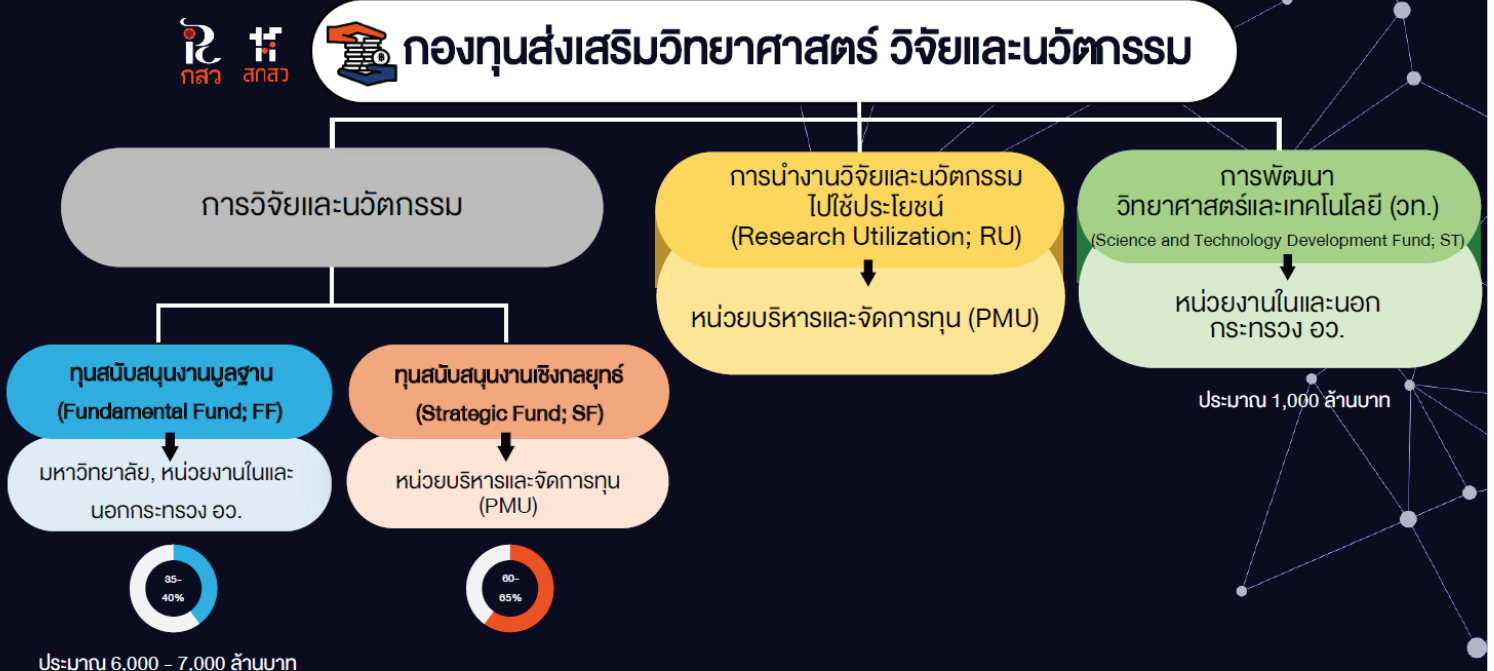 กสว
สกสว
กองทุนส่งเสริมวิทยาศาสตร์ วิจัยและนวัตกรรม
การวิจัยและนวัตกรรม
การนำงานวิจัยและนวัตกรรม
ไปใช้ประโยชน์
(Research Utilization; RU)
หน่วยบริหารและจัดการทุน (PMU)
การพัฒนา
วิทยาศาสตร์และเทคโนโลยี (วท.)
(Science and Technology Development Fund; ST)
หน่วยงานในและนอก
กระทรวง อว.
ประมาณ 1,000 ล้านบาท
ทุนสนับสนุนงานมูลฐาน
(Fundamental Fund; FF)
มหาวิทยาลัย, หน่วยงานในและ
นอกกระทรวง อว.
35-
40%
ประมาณ 6,000 - 7,000 ล้านบาท
ทุนสนับสนุนงานเชิงกลยุทธ์
(Strategic Fund; SF)
หน่วยบริหารและจัดการทุน
(PMU)
60-
65%